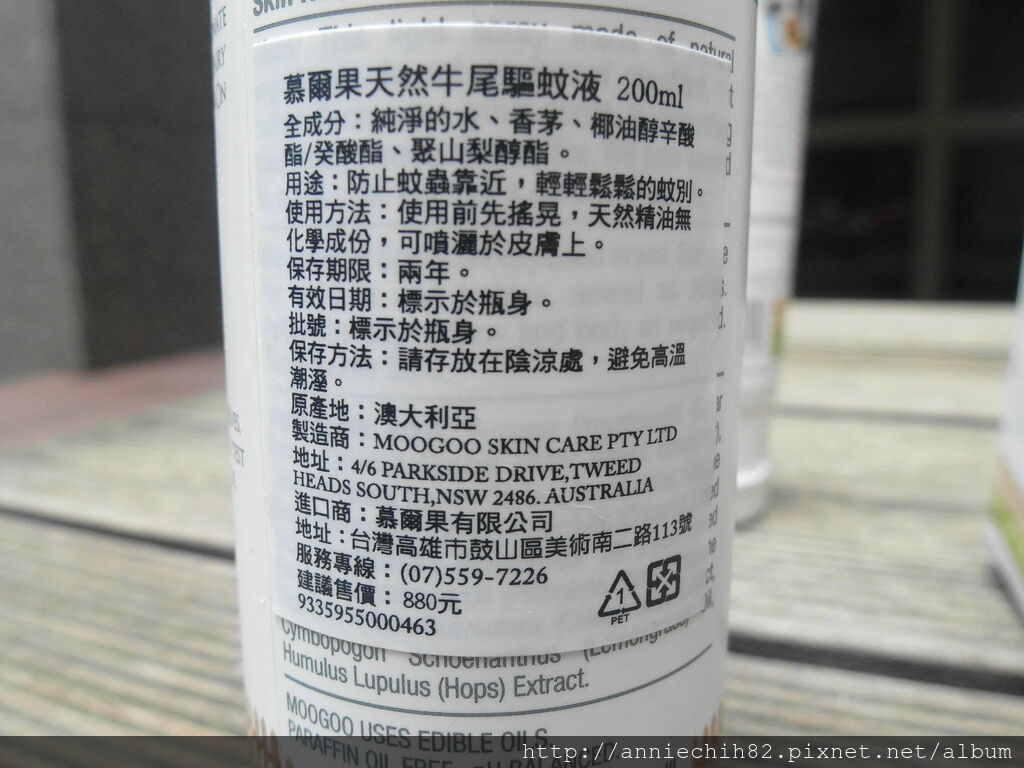 慕爾果天然牛尾驅蚊液 200ml
全成分：純淨的水、香茅、椰油醇辛酸
酯/癸酸酯、聚山梨醇酯。
用途：防止蚊蟲靠近，輕輕鬆鬆的蚊別。
使用方法：使用前先搖晃，天然精油無
化學成份，可噴灑於皮膚上。
保存期限：兩年。
有效日期：標示於瓶身。
批號：標示於瓶身。
保存方法：請存放在陰涼處，避免高溫
潮溼。
原產地：澳大利亞
製造商：MOOGOO SKIN CARE PTY LTD
地址：4/6 PARKSIDE DRIVE,TWEED
HEADS SOUTH,NSW 2486. AUSTRALIA
進口商：慕爾果有限公司
地址：台灣高雄市鼓山區美術南二路113號
服務專線：(07)559-7226
建議售價：880元
9335955000463
1
PET
Cymbopogon Schoenanthus (Lemongrass)
Humulus Lupulus (Hops) Extract.
MOOGOO USES EDIBLE OILS
PARAFFIN OIL FREE pH BALANCED
http://anniechih82.pixnet.net/album